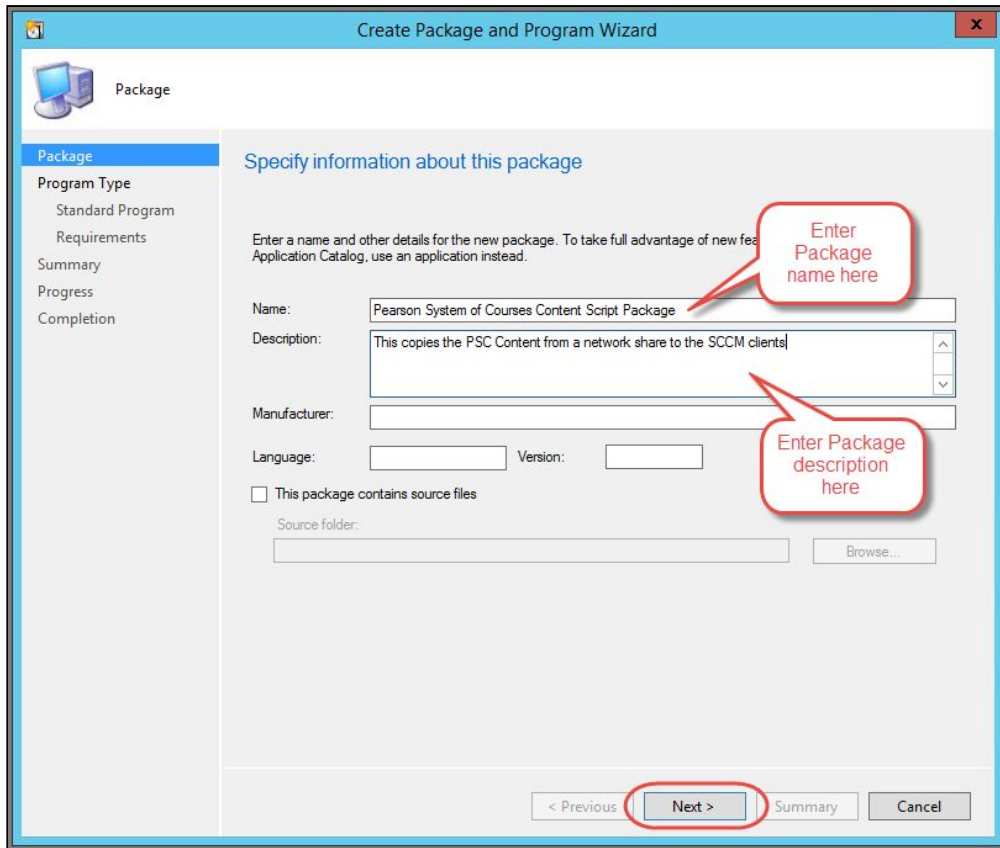 Create Package and Program Wizard
x
Package
Package
Program Type
Standard Program
Requirements
Summary
Progress
Completion
Specify information about this package
Enter a name and other details for the new package. To take full advantage of new
Application Catalog, use an application instead.
Enter
Package
name here
Name:
Pearson System of Courses Content Script Package
Description:
This copies the PSC Content from a network share to the SCCM clients
Manufacturer:
Enter Package
description
here
Language:
Version:
This package contains source files
Source folder:
Browse...
< Previous
Next >
Summary
Cancel